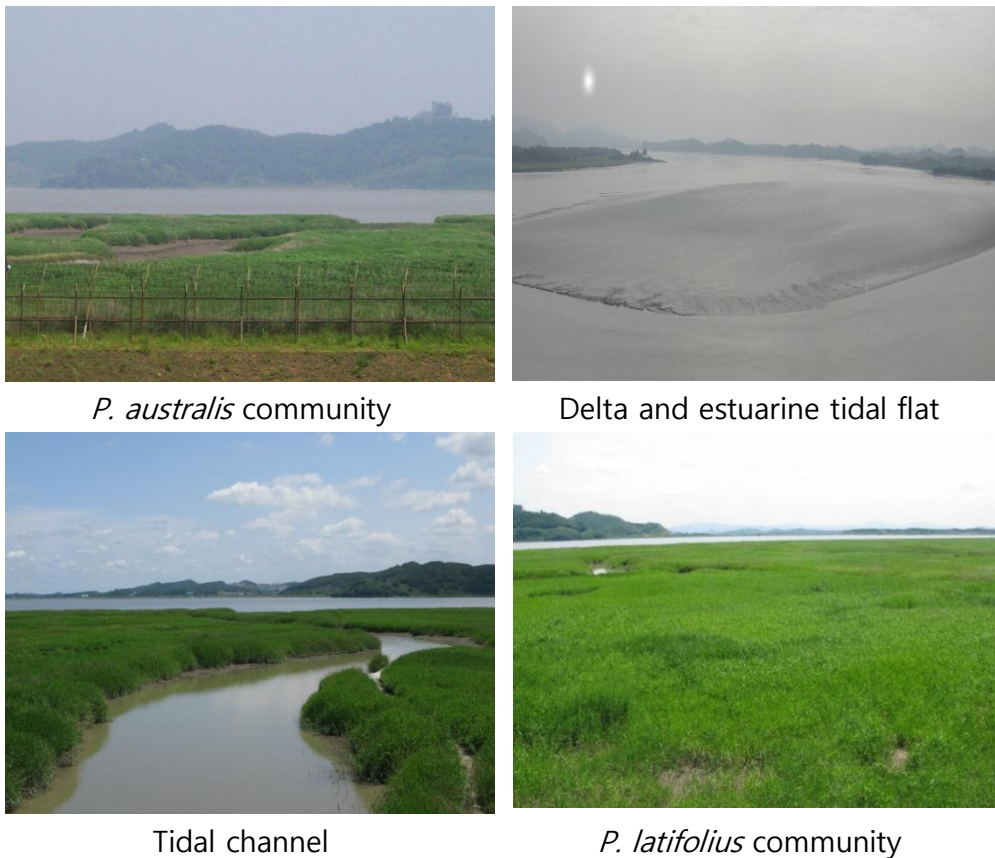 P. australis community
Delta and estuarine tidal flat
Tidal channel
P. latifolius community